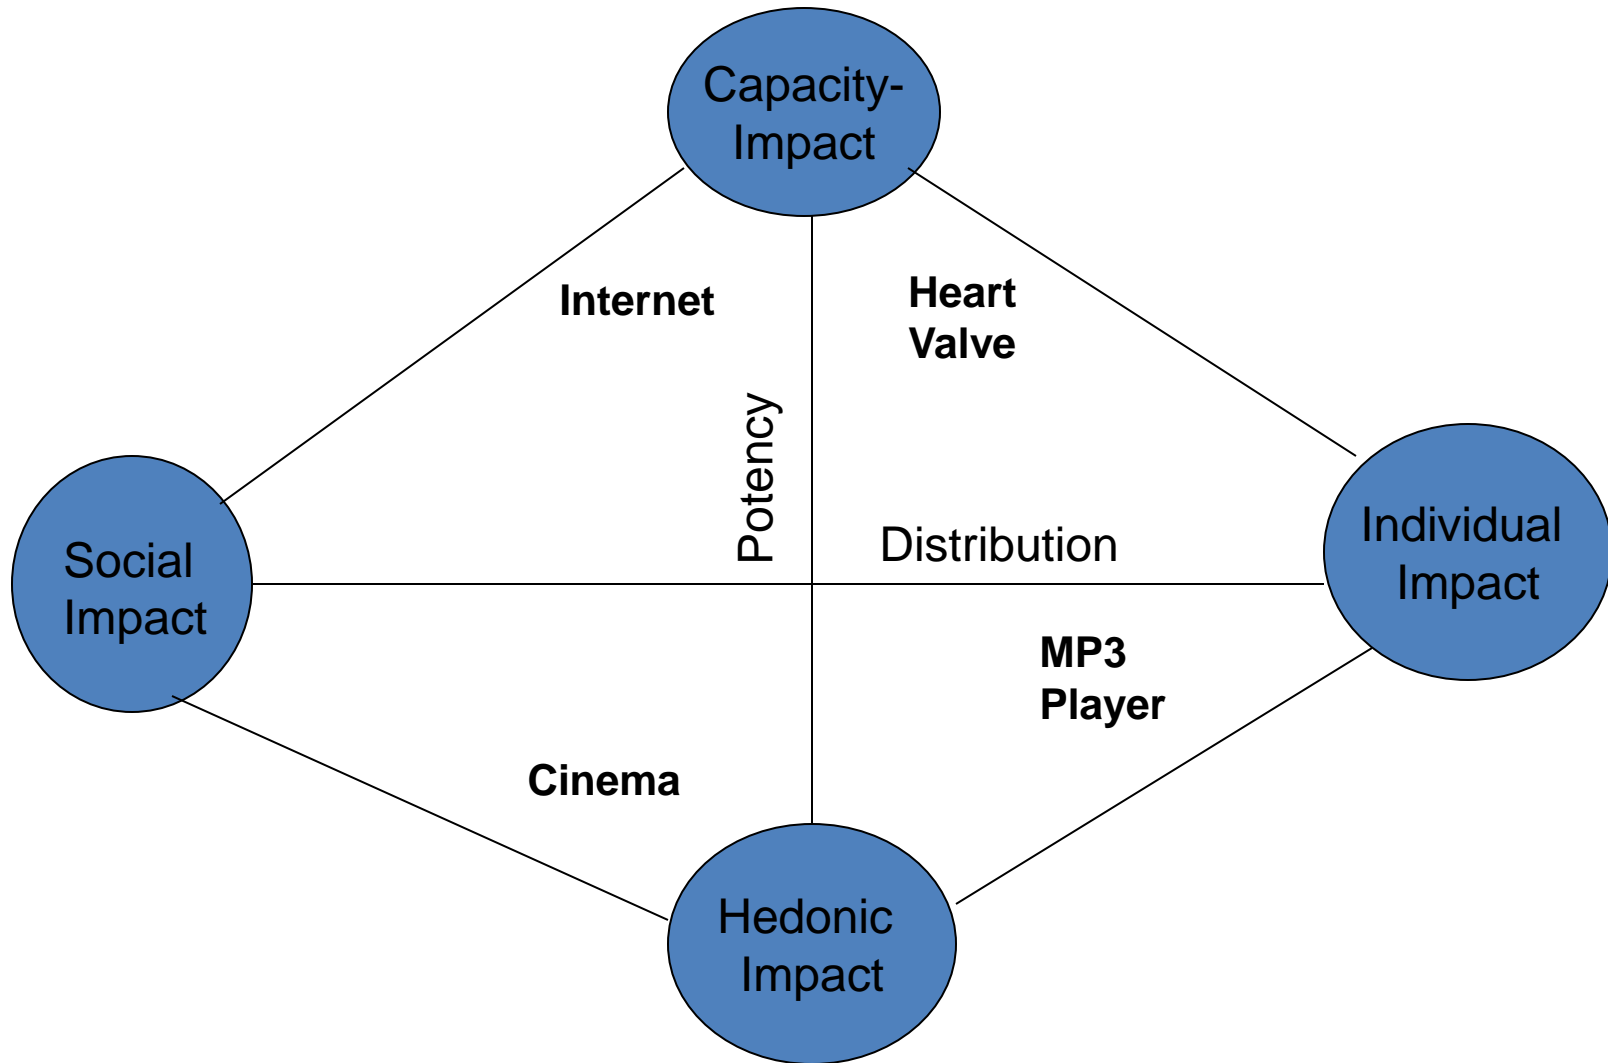 Capacity-
Impact
Internet
Heart
Valve
Potency
Distribution
Social
Impact
Individual
Impact
MP3
Player
Cinema
Hedonic
Impact